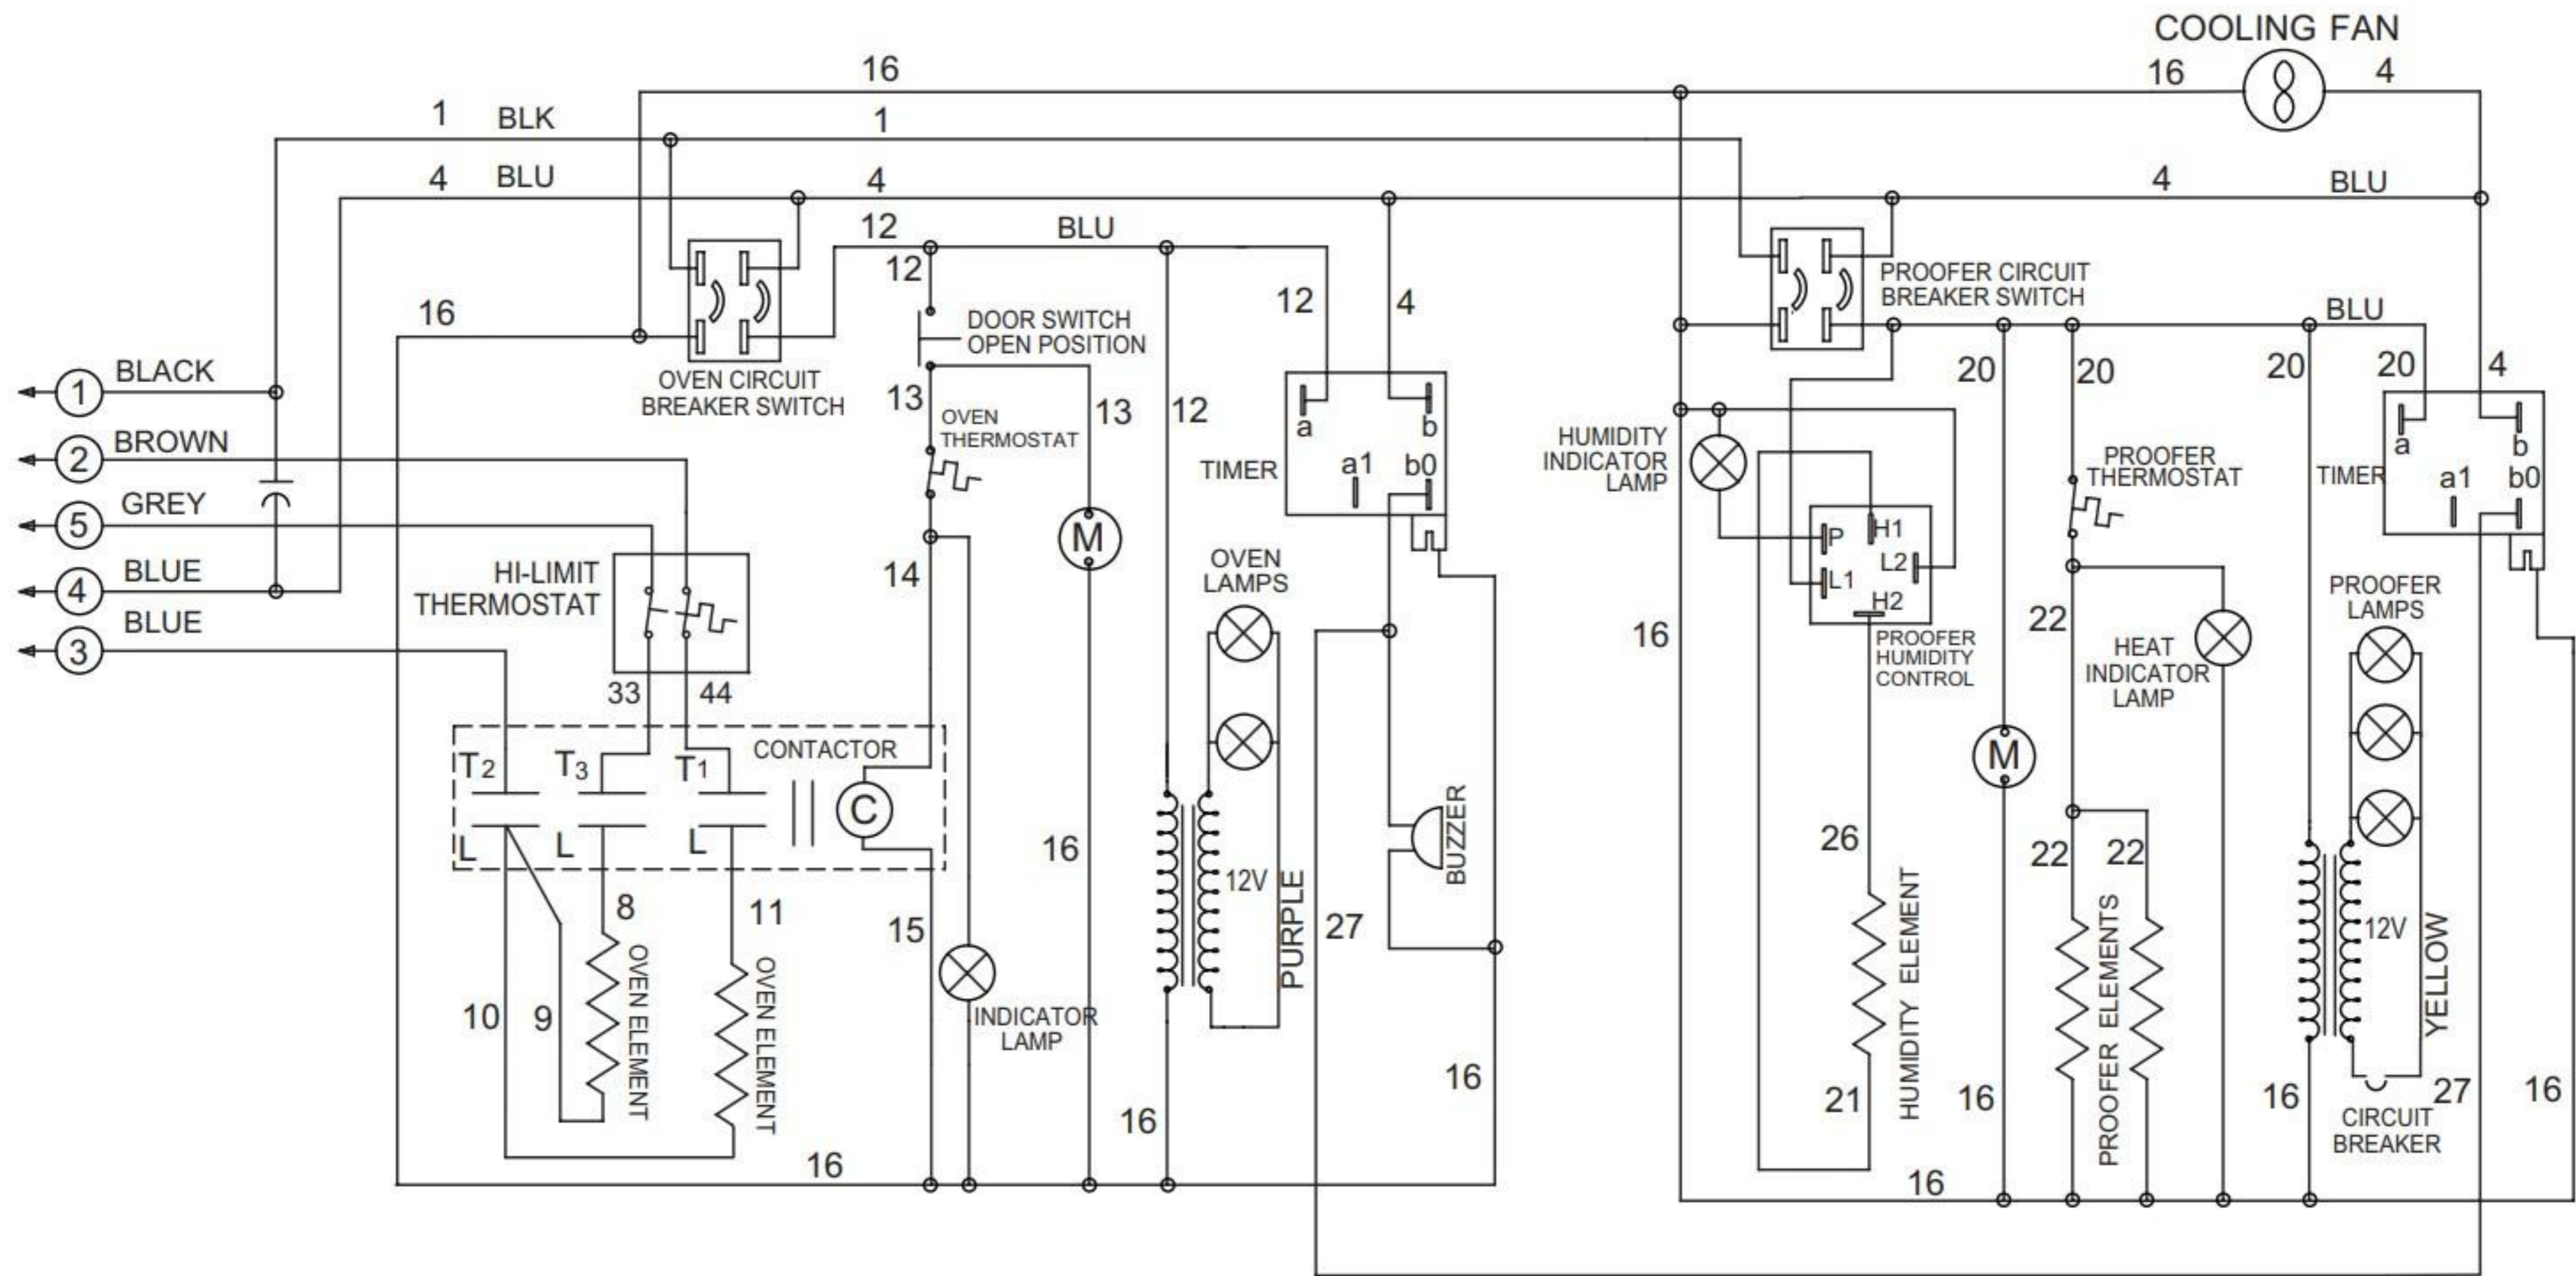 COOLING FAN
16
16
4
1
BLK
1
4
BLU
4
4
BLU
12
BLU
12
PROOFER CIRCUIT
BREAKER SWITCH
16
12
4
BLU
DOOR SWITCH
OPEN POSITION
1
BLACK
OVEN CIRCUIT
BREAKER SWITCH
13
OVEN
THERMOSTAT
13
12
a
b
a1
b0
TIMER
HUMIDITY
INDICATOR
LAMP
20
20
20
20
4
PROOFER
THERMOSTAT
a
b
a1
b0
TIMER
2
BROWN
5
GREY
4
BLUE
3
BLUE
HI-LIMIT
THERMOSTAT
33
44
14
M
OVEN
LAMPS
P
H1
L2
L1
H2
PROOFER
HUMIDITY
CONTROL
16
22
HEAT
INDICATOR
LAMP
PROOFER
LAMPS
T2
T3
T1
CONTACTOR
C
L
L
L
M
8
11
10
9
OVEN ELEMENT
OVEN ELEMENT
15
INDICATOR
LAMP
16
12V
PURPLE
27
BUZZER
16
16
16
26
21
HUMIDITY ELEMENT
22
22
PROOFER ELEMENTS
16
16
16
12V
YELLOW
27
16
CIRCUIT
BREAKER